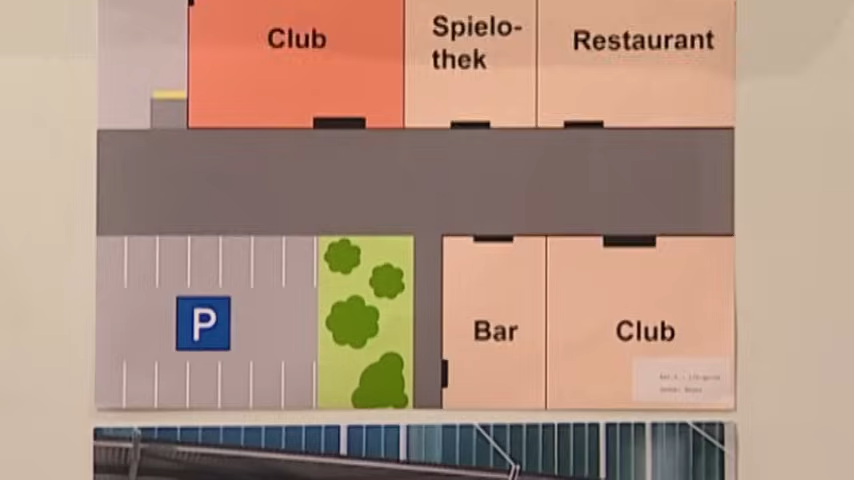 Club
Spielo-
thek
Restaurant
P
Bar
Club